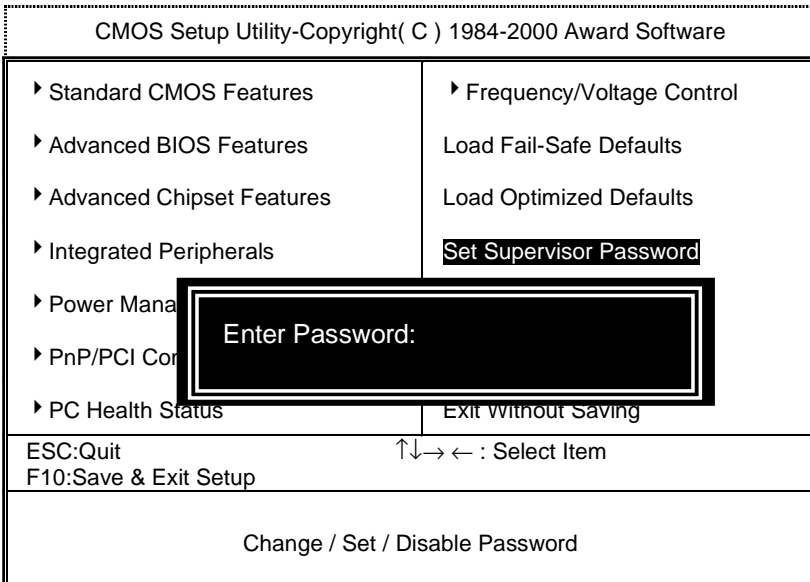 CMOS Setup Utility-Copyright( C ) 1984-2000 Award Software
Standard CMOS Features
Frequency/Voltage Control
Advanced BIOS Features
Load Fail-Safe Defaults
Advanced Chipset Features
Load Optimized Defaults
Integrated Peripherals
Set Supervisor Password
Power Mana
Enter Password:
PnP/PCI Con
PC Health Status
Exit Without Saving
ESC:Quit ↑↓→ ← : Select Item
F10:Save & Exit Setup
Change / Set / Disable Password